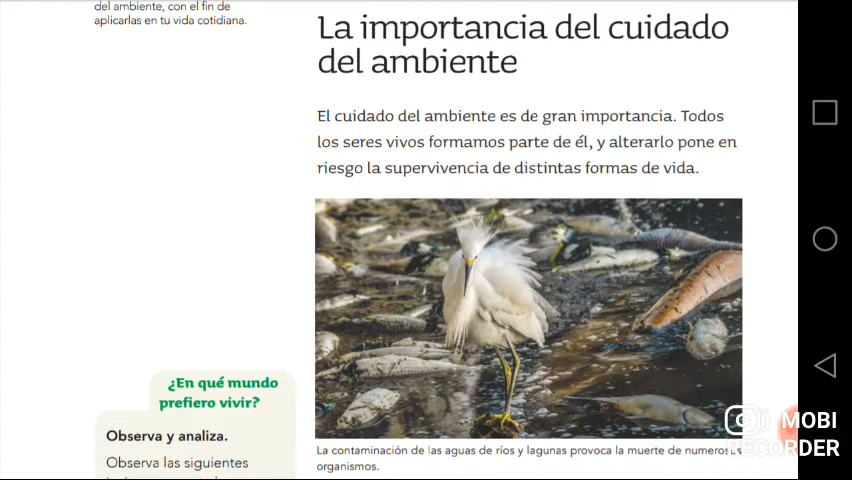 del ambiente, con el fin de
aplicarlas en tu vida cotidiana.
La importancia del cuidado
del ambiente
El cuidado del ambiente es de gran importancia. Todos
los seres vivos formamos parte de él, y alterarlo pone en
riesgo la supervivencia de distintas formas de vida.
¿En qué mundo
prefiero vivir?
Observa y analiza.
Observa las siguientes
La contaminación de las aguas de ríos y lagunas provoca la muerte de numerosos
organismos.
MOBI
RECORDER